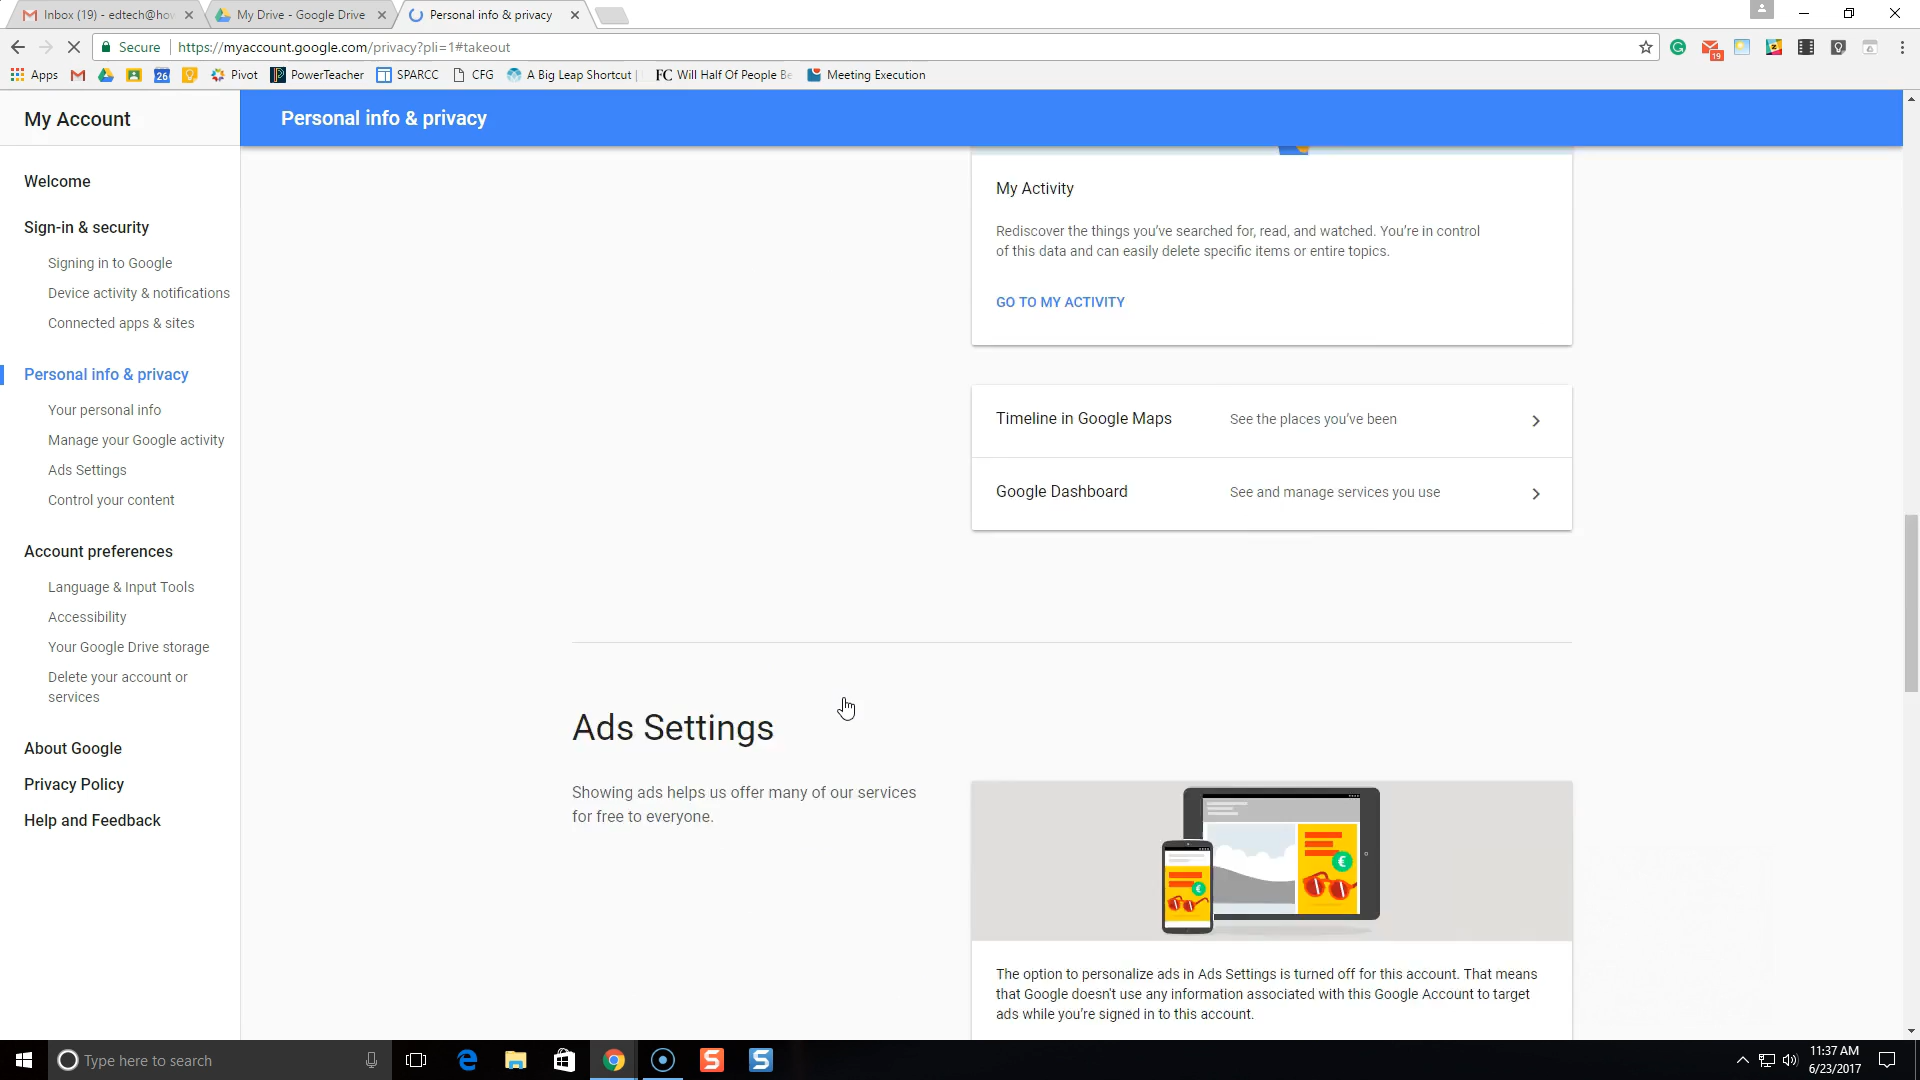 Inbox (19) - edtech@ho
My Drive - Google Drive
Personal info & privacy
Secure
https://myaccount.google.com/privacy?pli=1#takeout
19
Apps
26
Pivot
PowerTeacher
SPARCC
CFG
A Big Leap Shortcut
FC Will Half Of People Be
Meeting Execution
My Account
Personal info & privacy
Welcome
Sign-in & security
Signing in to Google
Device activity & notifications
Connected apps & sites
Personal info & privacy
Your personal info
Manage your Google activity
Ads Settings
Control your content
Account preferences
Language & Input Tools
Accessibility
Your Google Drive storage
Delete your account or
services
About Google
Privacy Policy
Help and Feedback
My Activity
Rediscover the things you’ve searched for, read, and watched. You’re in control
of this data and can easily delete specific items or entire topics.
GO TO MY ACTIVITY
Timeline in Google Maps
See the places you’ve been
Google Dashboard
See and manage services you use
Ads Settings
Showing ads helps us offer many of our services
for free to everyone.
€
€
The option to personalize ads in Ads Settings is turned off for this account. That means
that Google doesn't use any information associated with this Google Account to target
ads while you’re signed in to this account.
Type here to search
11:37 AM
6/23/2017